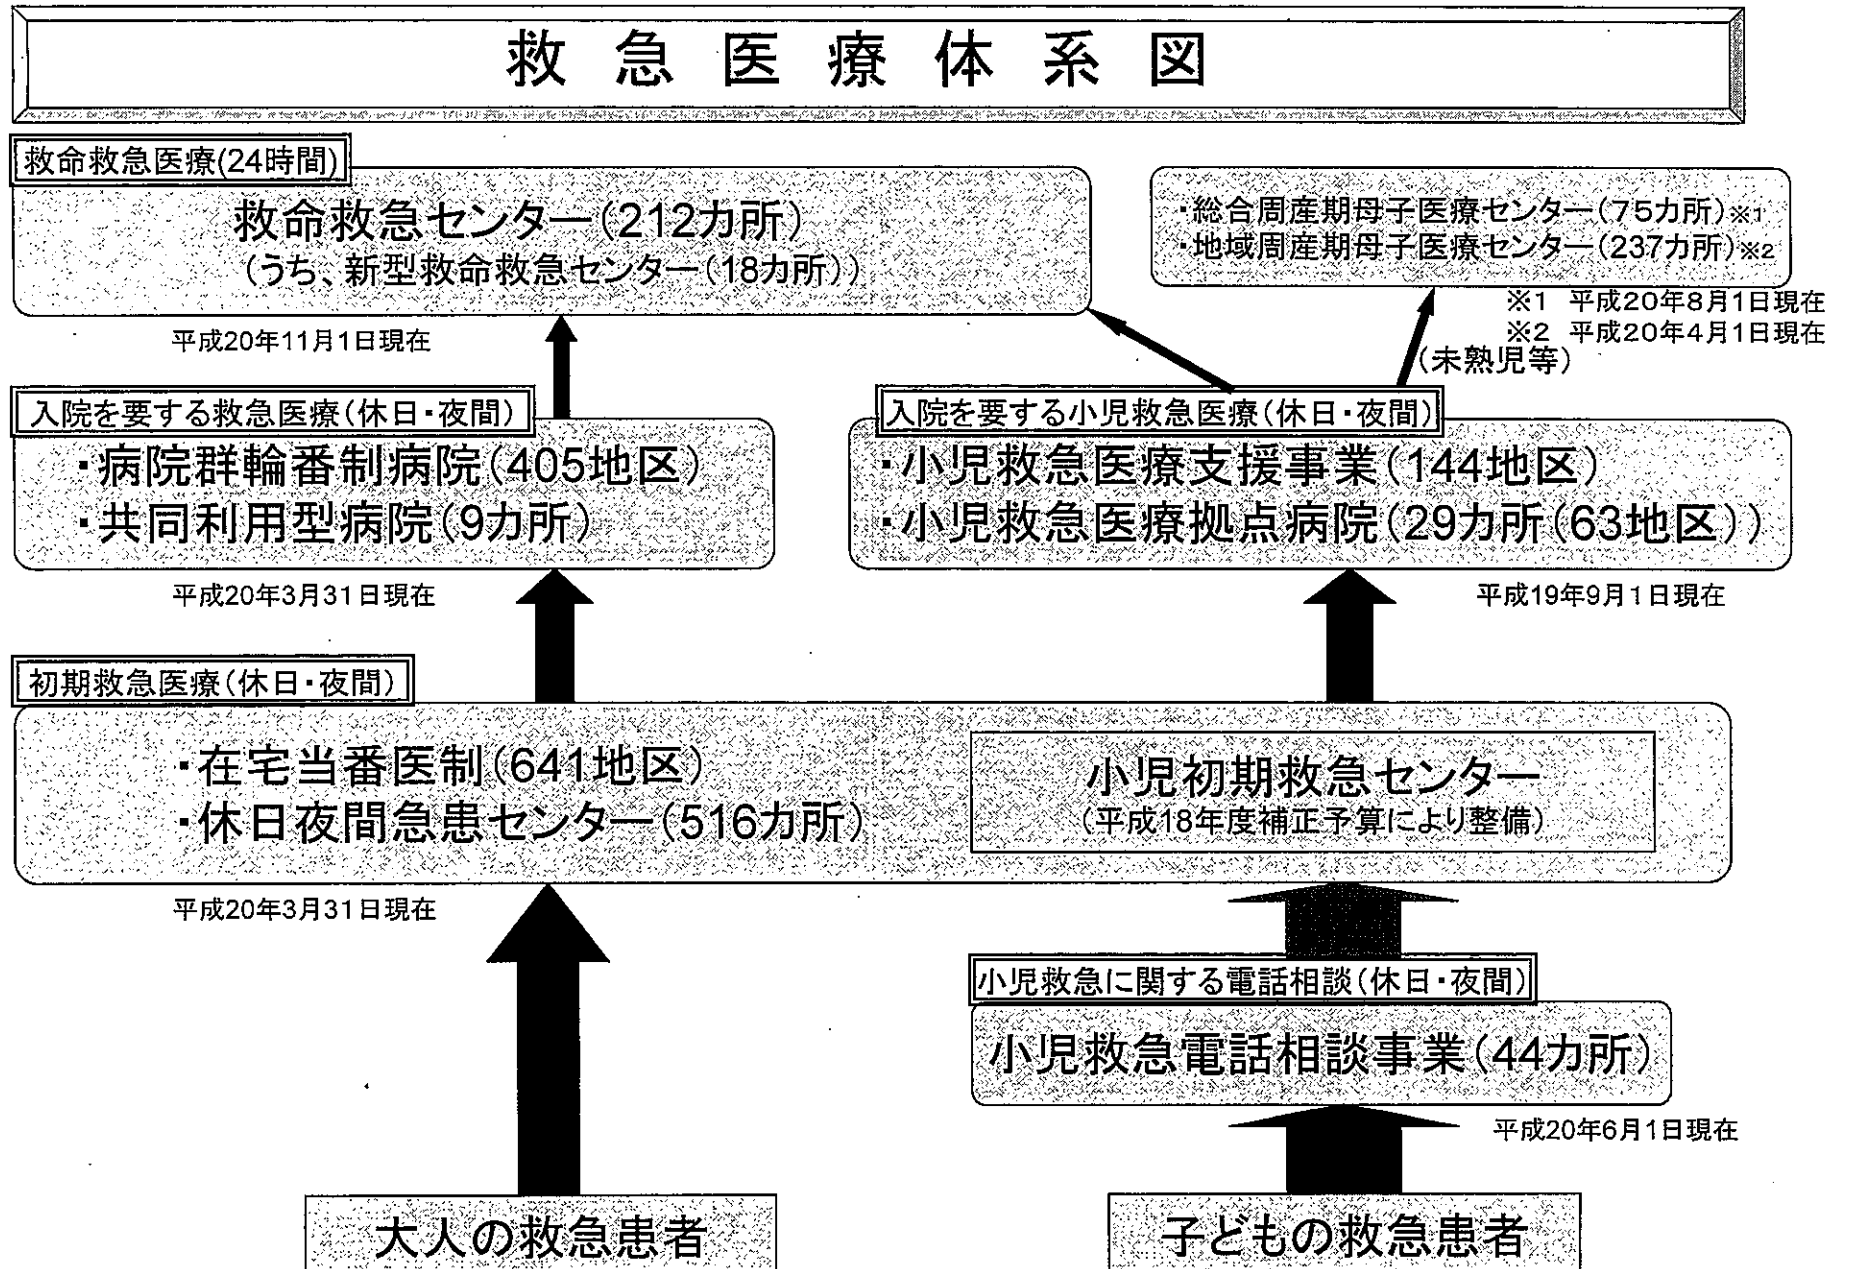 救急医療体系図
救命救急医療(24時間)
救命救急センター(212カ所)
(うち、新型救命救急センター(18カ所))
平成20年11月1日現在
・総合周産期母子医療センター(75カ所)※1
・地域周産期母子医療センター(237カ所)※2
※1 平成20年8月1日現在
※2 平成20年4月1日現在
(未熟児等)
入院を要する救急医療(休日・夜間)
・病院群輪番制病院(405地区)
・共同利用型病院(9カ所)
平成20年3月31日現在
入院を要する小児救急医療(休日・夜間)
・小児救急医療支援事業(144地区)
・小児救急医療拠点病院(29カ所(63地区))
平成19年9月1日現在
初期救急医療(休日・夜間)
・在宅当番医制(641地区)
・休日夜間急患センター(516カ所)
平成20年3月31日現在
小児初期救急センター
(平成18年度補正予算により整備)
小児救急に関する電話相談(休日・夜間)
小児救急電話相談事業(44カ所)
平成20年6月1日現在
大人の救急患者
子どもの救急患者